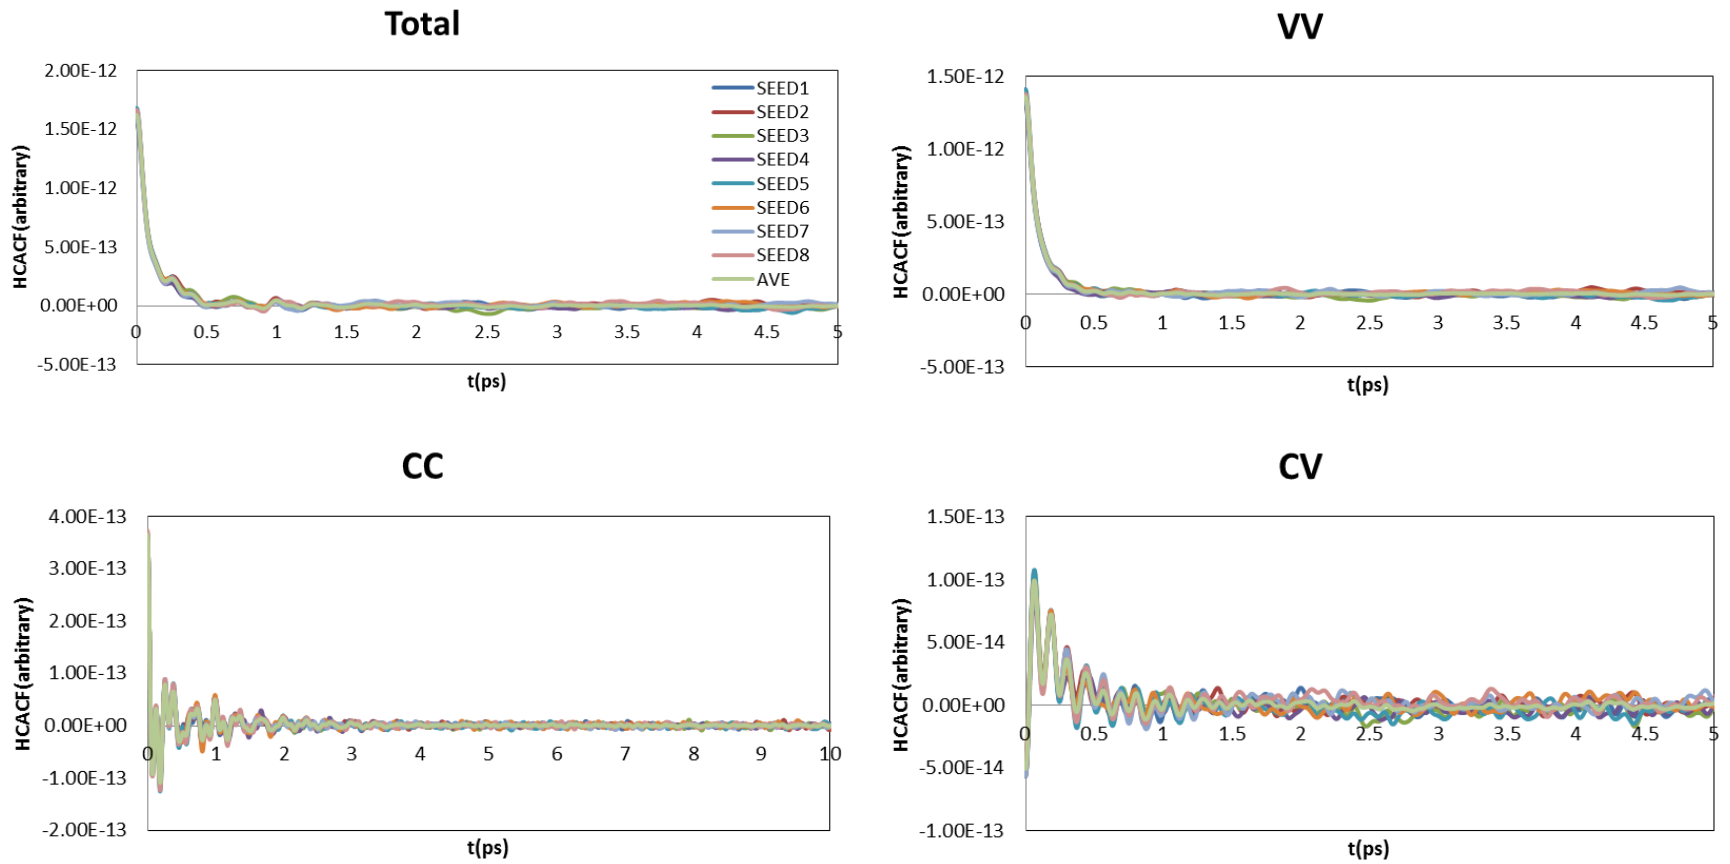 Total
2.00E-12
1.50E-12
1.00E-12
5.00E-13
0.00E+00
-5.00E-13
HCACF(arbitrary)
SEED1
SEED2
SEED3
SEED4
SEED5
SEED6
SEED7
SEED8
AVE
0 0.5 1 1.5 2 2.5 3 3.5 4 4.5 5
t(ps)
VV
1.50E-12
1.00E-12
5.00E-13
0.00E+00
-5.00E-13
HCACF(arbitrary)
0 0.5 1 1.5 2 2.5 3 3.5 4 4.5 5
t(ps)
CC
4.00E-13
3.00E-13
2.00E-13
1.00E-13
0.00E+00
-1.00E-13
-2.00E-13
HCACF(arbitrary)
0 1 2 3 4 5 6 7 8 9 10
t(ps)
CV
1.50E-13
1.00E-13
5.00E-14
0.00E+00
-5.00E-14
-1.00E-13
HCACF(arbitrary)
0 0.5 1 1.5 2 2.5 3 3.5 4 4.5 5
t(ps)